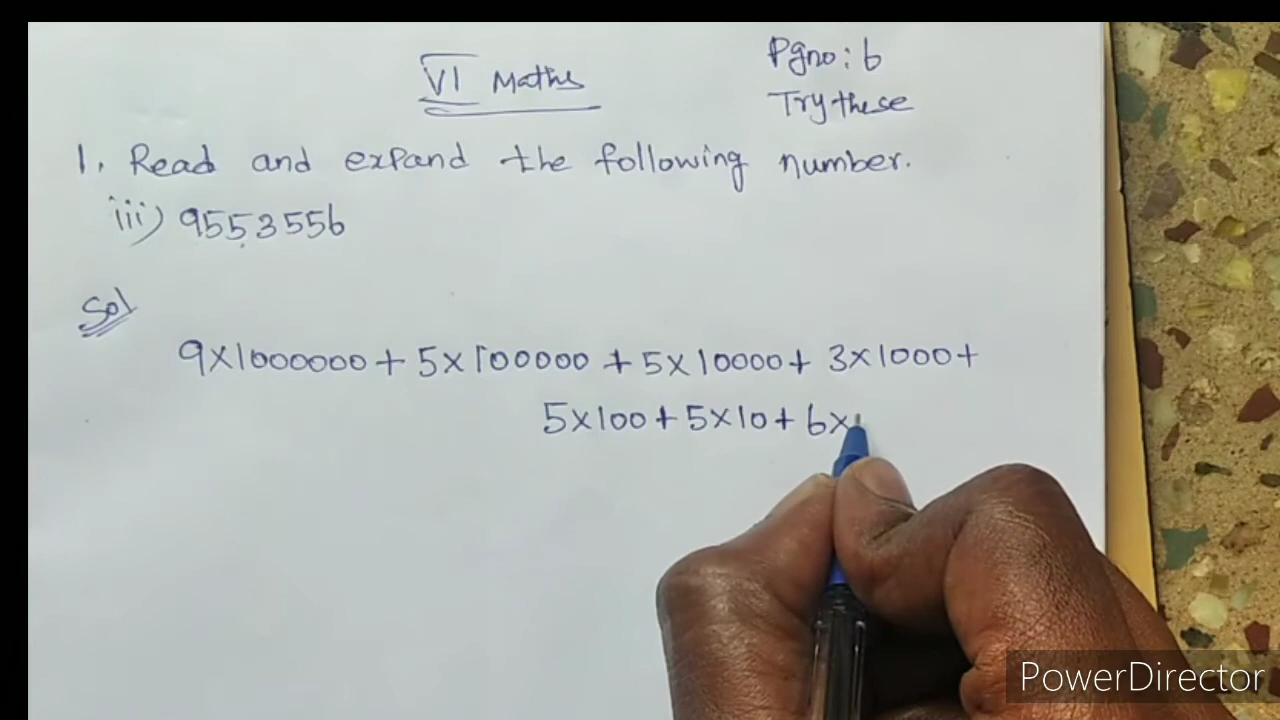 VI Maths
Pgno: 6
Try these
1. Read and expand the following number.
iii) 9553556
Sol
9×1000000+ 5×100000 + 5×10000+ 3×1000+
5×100+5×10+ 6×
PowerDirector